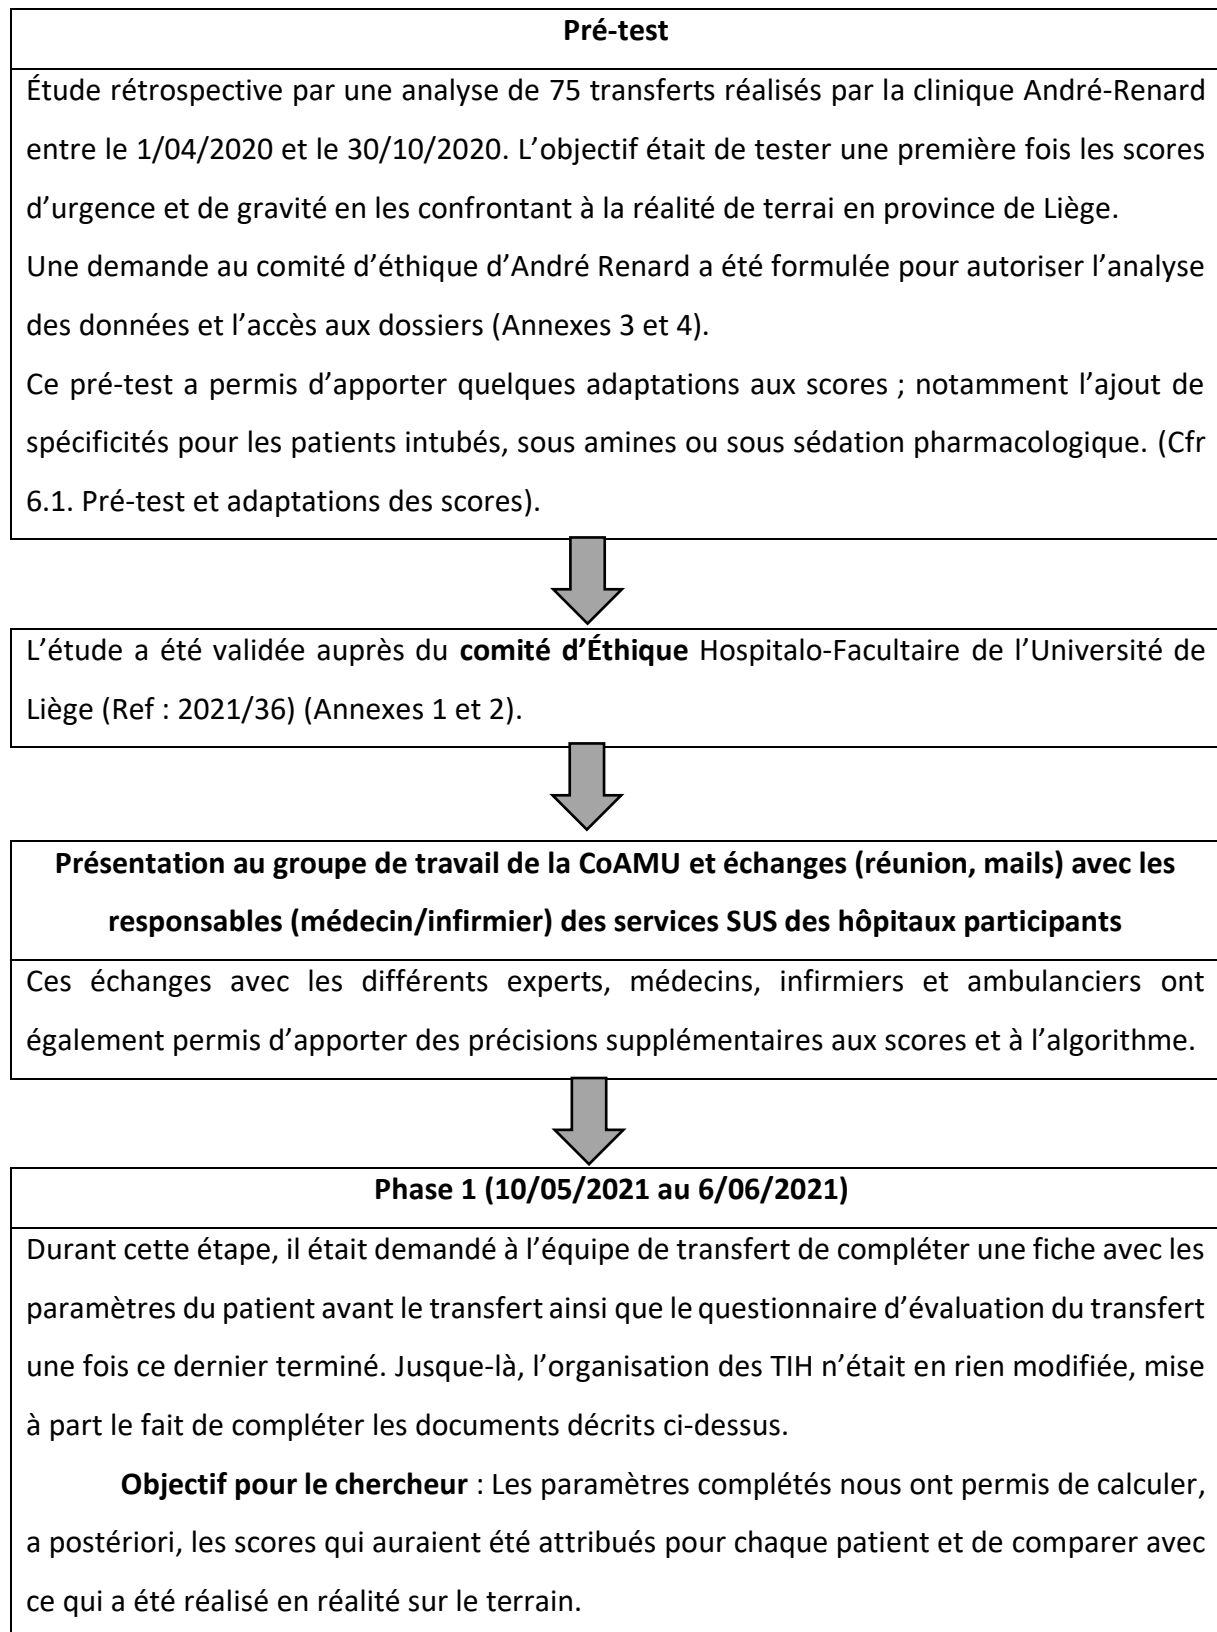 Pré-test
Étude rétrospective par une analyse de 75 transferts réalisés par la clinique André-Renard
entre le 1/04/2020 et le 30/10/2020. L’objectif était de tester une première fois les scores
d’urgence et de gravité en les confrontant à la réalité de terrai en province de Liège.
Une demande au comité d’éthique d’André Renard a été formulée pour autoriser l’analyse
des données et l’accès aux dossiers (Annexes 3 et 4).
Ce pré-test a permis d’apporter quelques adaptations aux scores ; notamment l’ajout de
spécificités pour les patients intubés, sous amines ou sous sédation pharmacologique. (Cfr
6.1. Pré-test et adaptations des scores).
L’étude a été validée auprès du comité d’Éthique Hospitalo-Facultaire de l’Université de
Liège (Ref : 2021/36) (Annexes 1 et 2).
Présentation au groupe de travail de la CoAMU et échanges (réunion, mails) avec les
responsables (médecin/infirmier) des services SUS des hôpitaux participants
Ces échanges avec les différents experts, médecins, infirmiers et ambulanciers ont
également permis d’apporter des précisions supplémentaires aux scores et à l’algorithme.
Phase 1 (10/05/2021 au 6/06/2021)
Durant cette étape, il était demandé à l’équipe de transfert de compléter une fiche avec les
paramètres du patient avant le transfert ainsi que le questionnaire d’évaluation du transfert
une fois ce dernier terminé. Jusque-là, l’organisation des TIH n’était en rien modifiée, mise
à part le fait de compléter les documents décrits ci-dessus.
Objectif pour le chercheur : Les paramètres complétés nous ont permis de calculer,
a postériori, les scores qui auraient été attribués pour chaque patient et de comparer avec
ce qui a été réalisé en réalité sur le terrain.